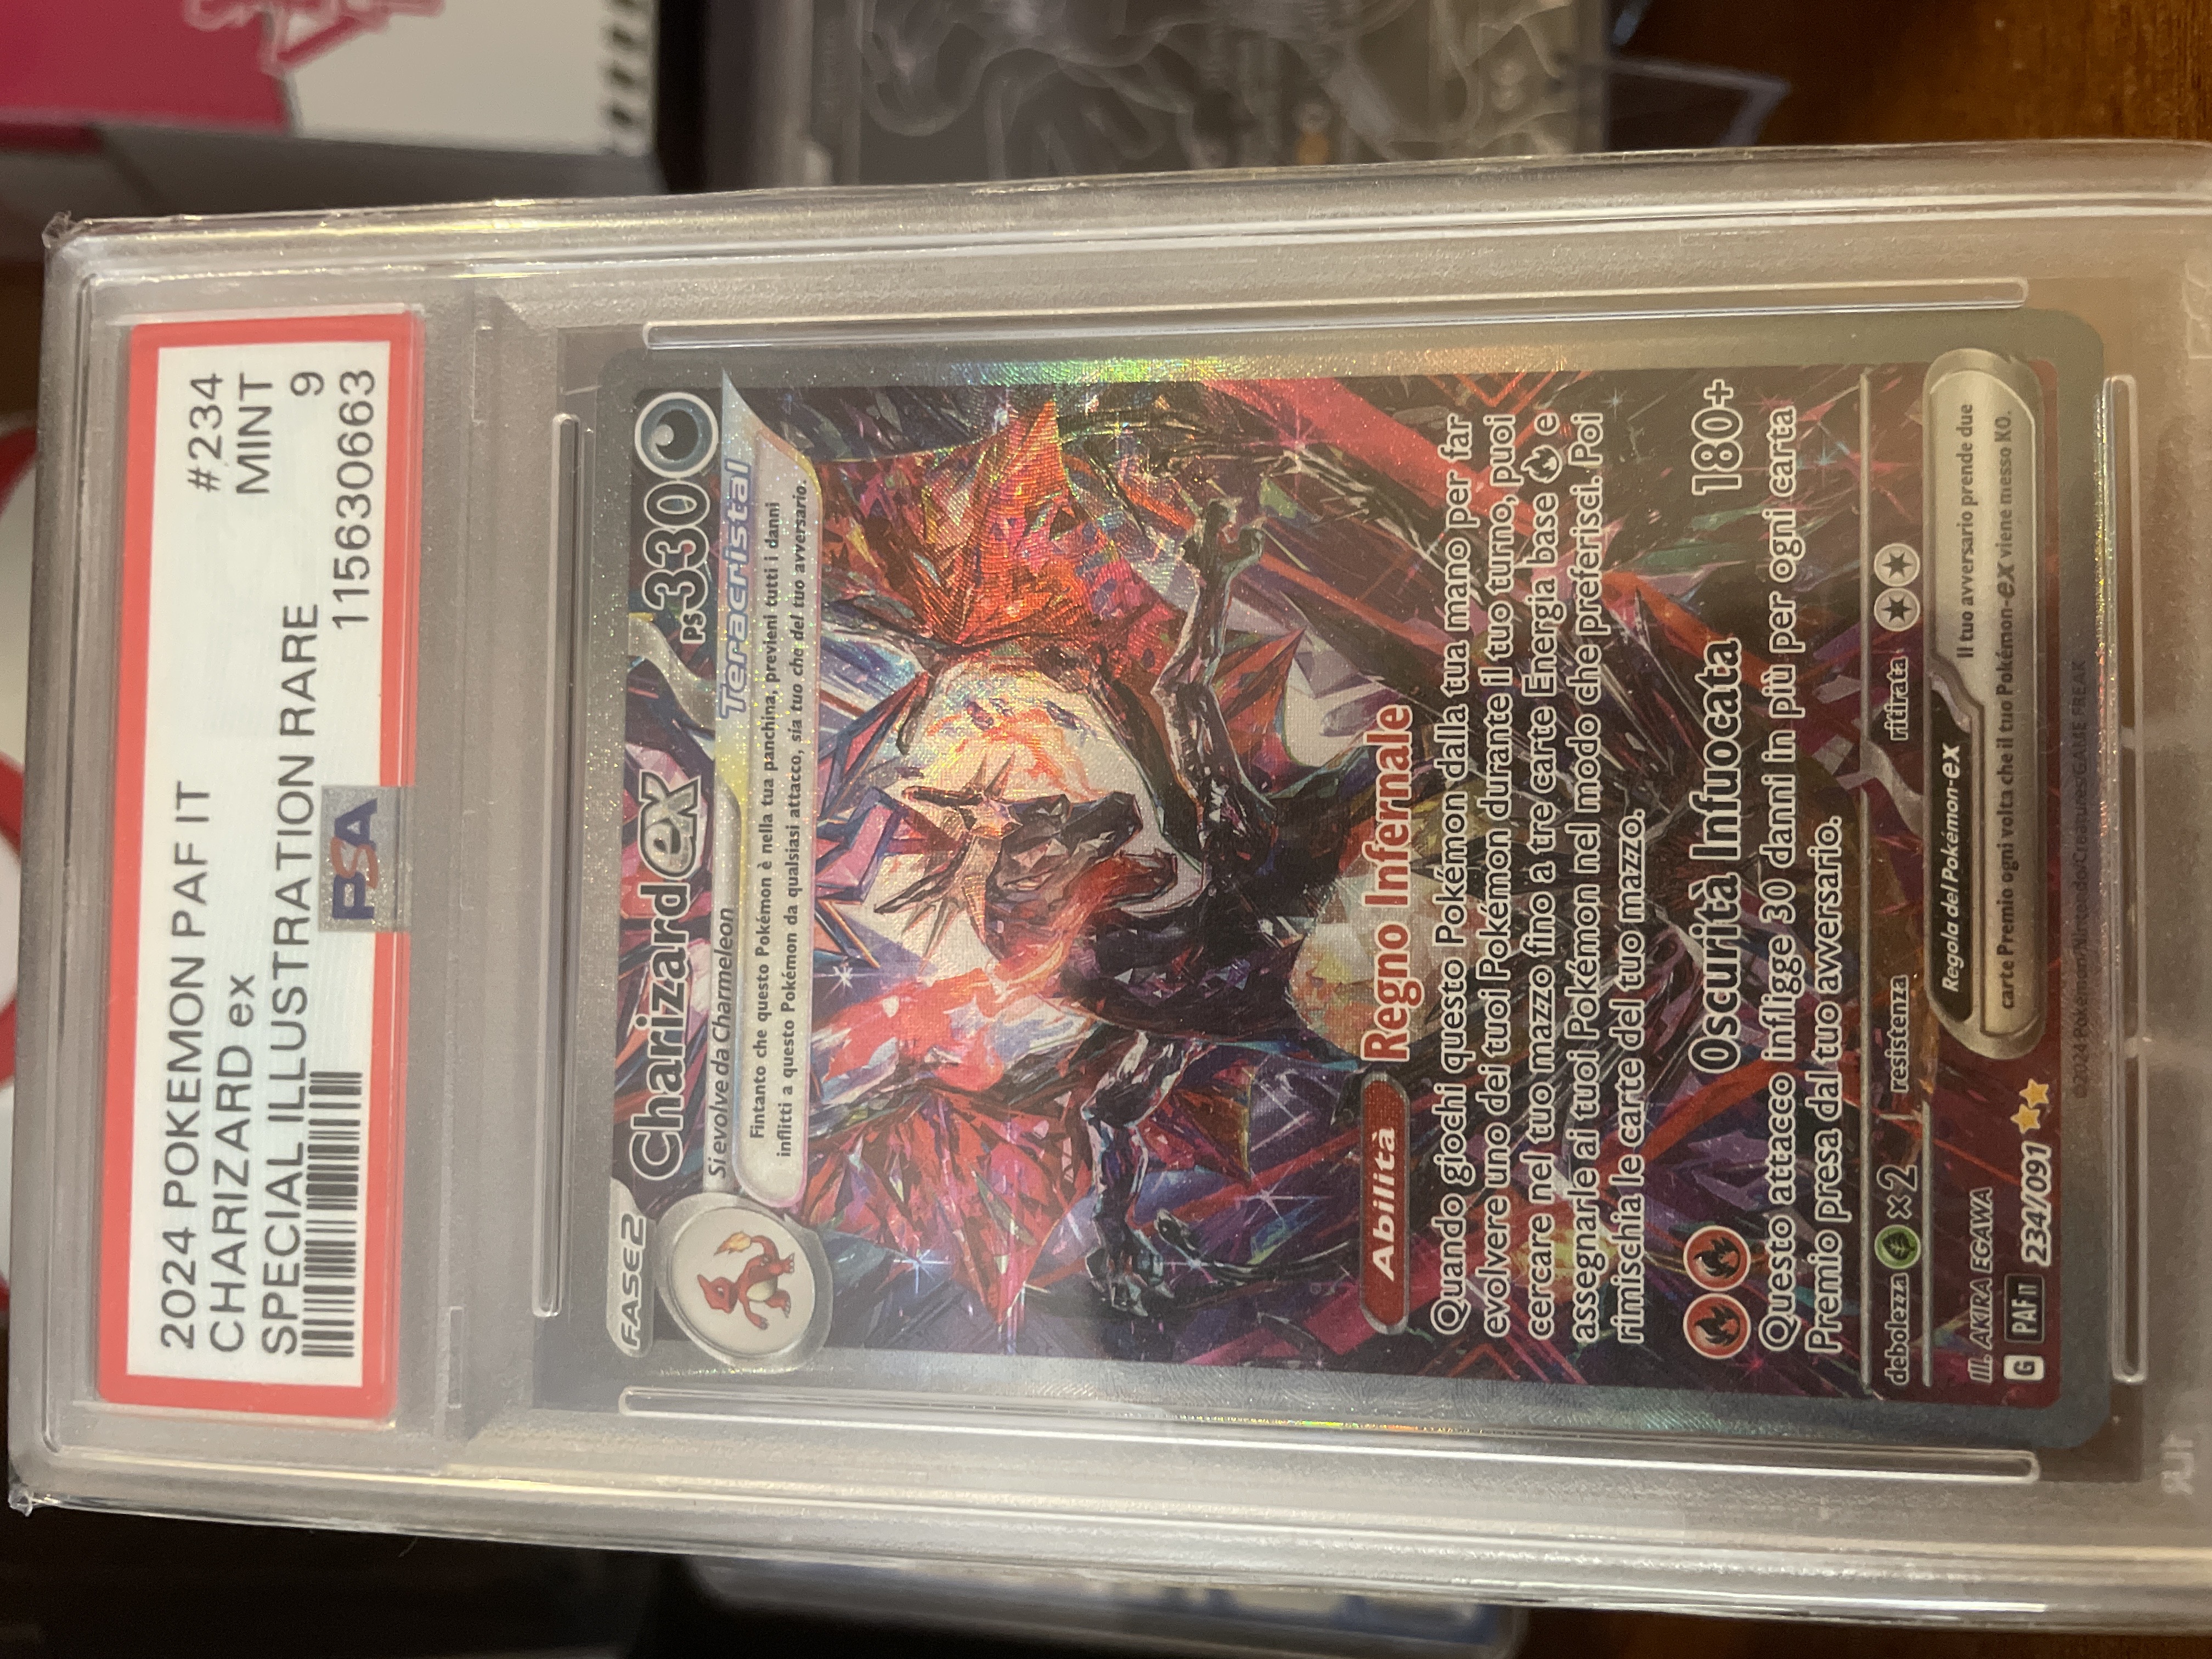 2024 POKEMON PAF IT #234
CHARIZARD ex MINT
SPECIAL ILLUSTRATION RARE 9
115630663
PSA
FASE 2
Charizard ex PS 330
Si evolve da Charmeleon
Teracristal
Fintanto che questo Pokémon è nella tua panchina, previeni tutti i danni
inflitti a questo Pokémon da qualsiasi attacco, sia tuo che del tuo avversario.
Abilità Regno Infernale
Quando giochi questo Pokémon dalla tua mano per far
evolvere uno dei tuoi Pokémon durante il tuo turno, puoi
cercare nel tuo mazzo fino a tre carte Energia base e
assegnarle ai tuoi Pokémon nel modo che preferisci. Poi
rimischia le carte del tuo mazzo.
Oscurità Infuocata 180+
Questo attacco infligge 30 danni in più per ogni carta
Premio presa dal tuo avversario.
debolezza ×2 resistenza ritirata
Ill. AKIRA EGAWA
G PAF IT 234/091
Regola del Pokémon-ex Il tuo avversario prende due
carte Premio ogni volta che il tuo Pokémon-ex viene messo KO.
©2024 Pokémon/Nintendo/Creatures/GAME FREAK